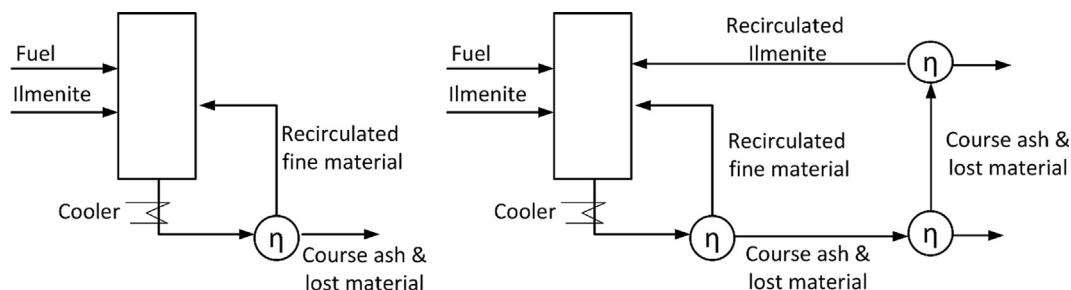 Fuel
Ilmenite
Recirculated
fine material
Cooler
η
Course ash &
lost material
Recirculated
Ilmenite
η
Fuel
Ilmenite
Recirculated
fine material
Course ash &
lost material
Cooler
η
Course ash &
lost material
η